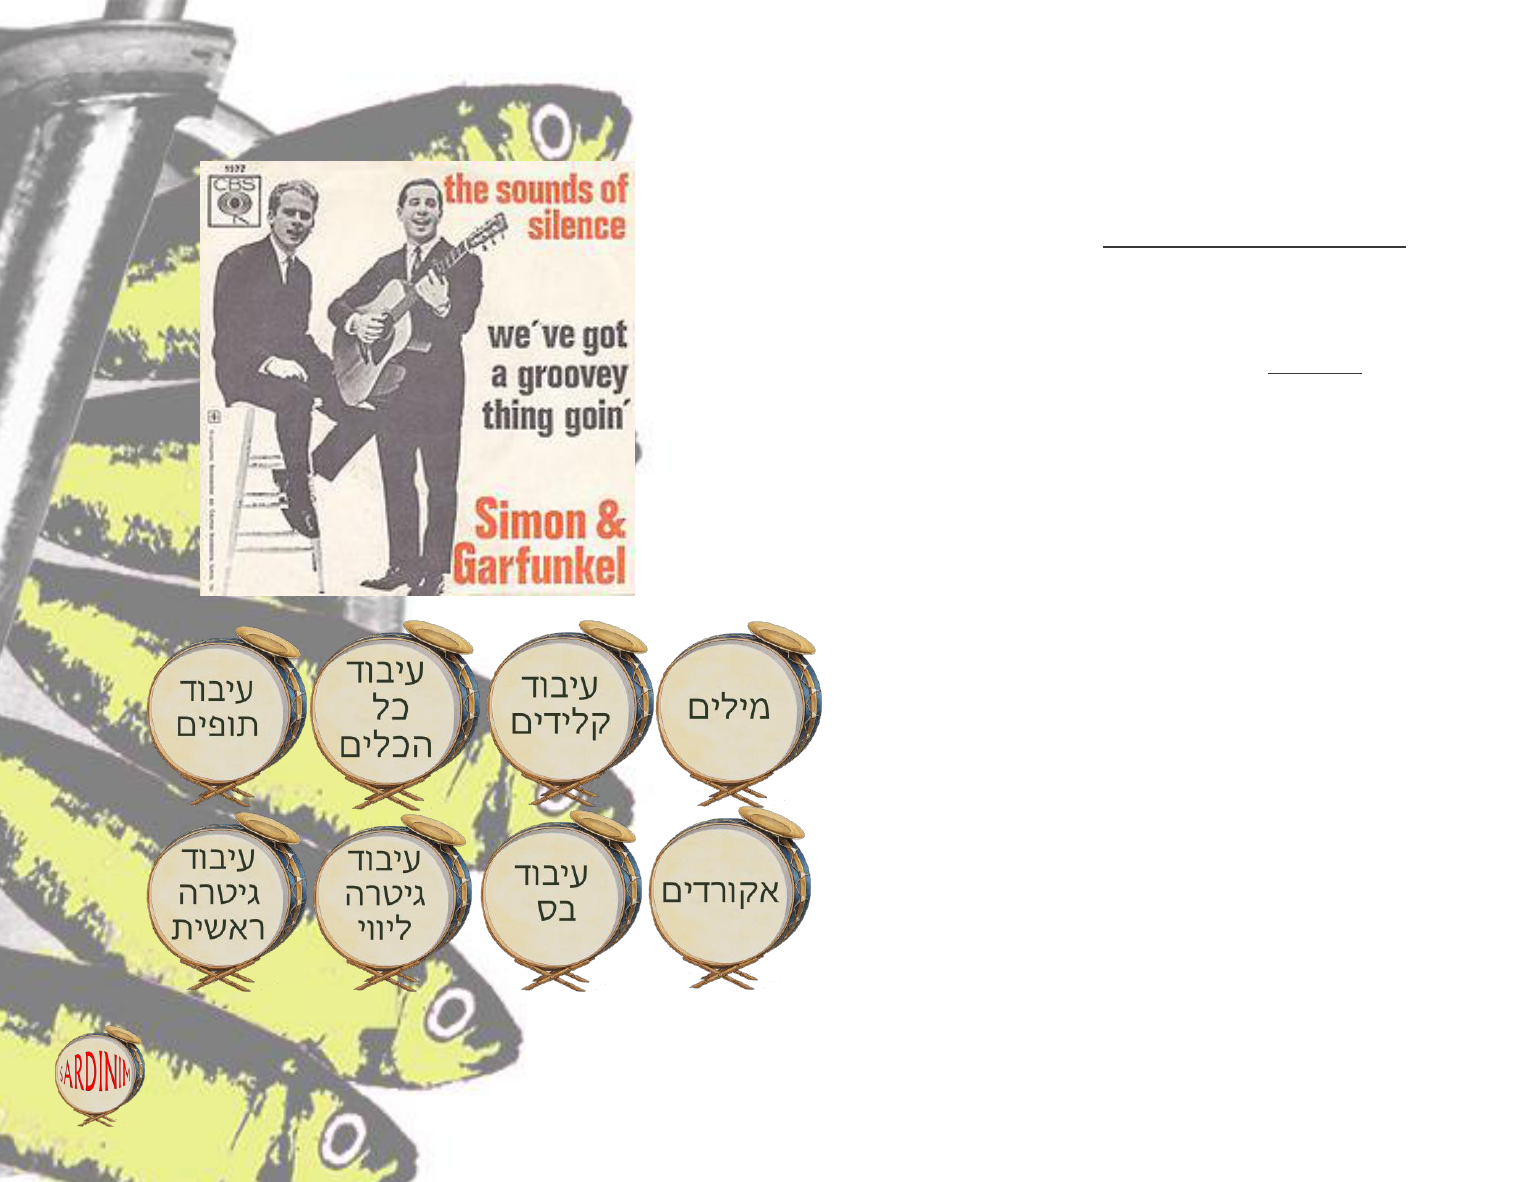 1977
CBS
the sounds of
silence
we´ve got
a groovey
thing goin´
Simon &
Garfunkel
מילים
עיבוד
קלידים
עיבוד
כל
הכלים
עיבוד
תופים
אקורדים
עיבוד
בס
עיבוד
גיטרה
ליווי
עיבוד
גיטרה
ראשית
SARDINIM